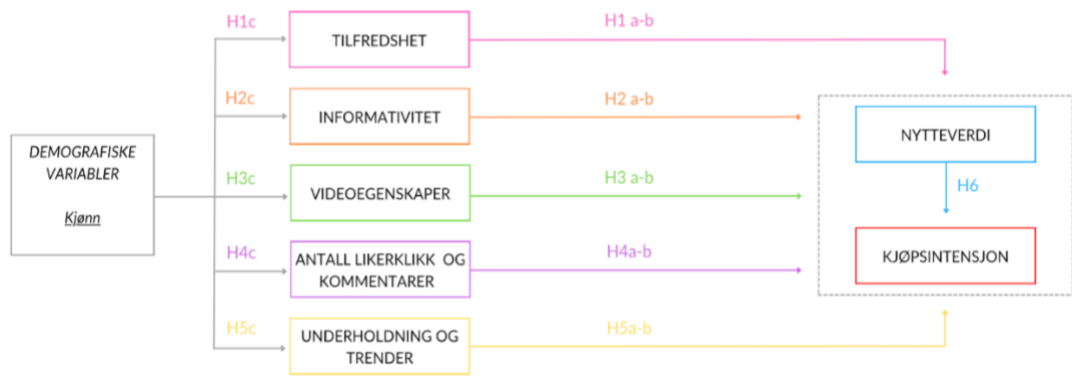 H1c
TILFREDSHET
H1 a-b
H2c
INFORMATIVITET
H2 a-b
NYTTEVERDI
DEMOGRAFISKE
VARIABLER
Kjønn
H3c
VIDEOEGENSKAPER
H3 a-b
H6
H4c
ANTALL LIKERKLIKK OG
KOMMENTARER
H4a-b
KJØPSINTENSJON
H5c
UNDERHOLDNING OG
TRENDER
H5a-b